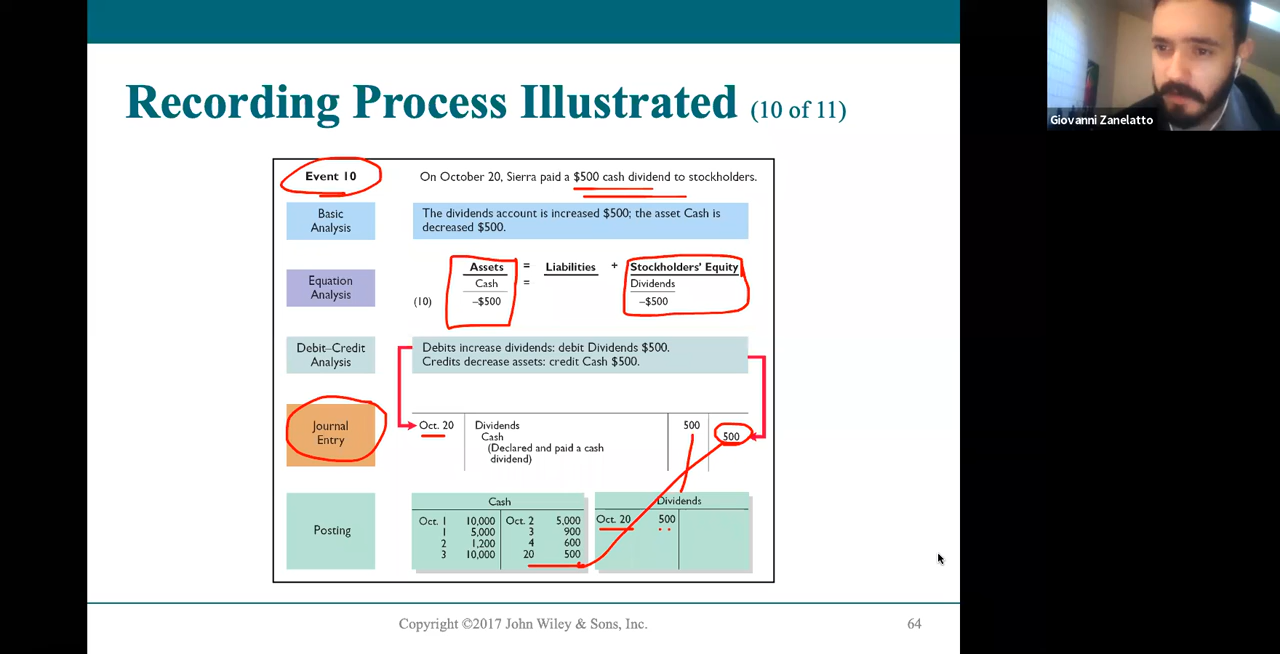 Recording Process Illustrated (10 of 11)
Giovanni Zanelatto
Event 10
On October 20, Sierra paid a $500 cash dividend to stockholders.
Basic
Analysis
The dividends account is increased $500; the asset Cash is
decreased $500.
Equation
Analysis
Assets = Liabilities + Stockholders' Equity
Cash = Dividends
(10) –$500 –$500
Debit–Credit
Analysis
Debits increase dividends: debit Dividends $500.
Credits decrease assets: credit Cash $500.
Journal
Entry
Oct. 20 Dividends 500
Cash 500
(Declared and paid a cash
dividend)
Posting
Cash
Oct. 1 10,000 Oct. 2 5,000
1 5,000 3 900
2 1,200 4 600
3 10,000 20 500
Dividends
Oct. 20 500
Copyright ©2017 John Wiley & Sons, Inc.
64